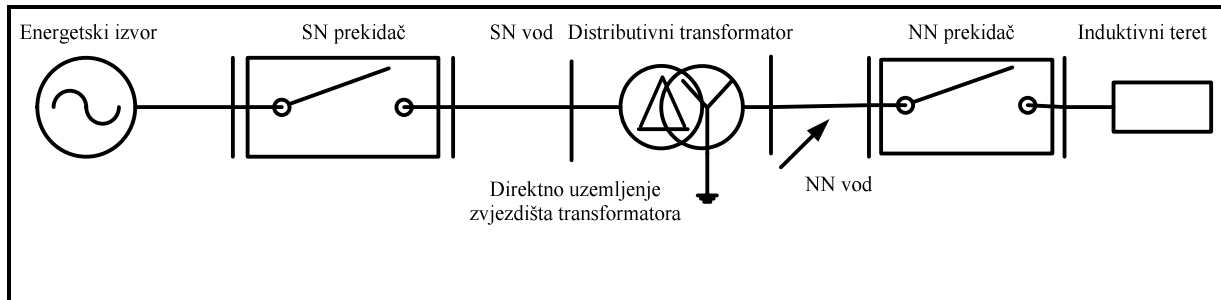 Energetski izvor
SN prekidač
SN vod
Distributivni transformator
NN prekidač
Induktivni teret
Direktno uzemljenje
zvjezdišta transformatora
NN vod